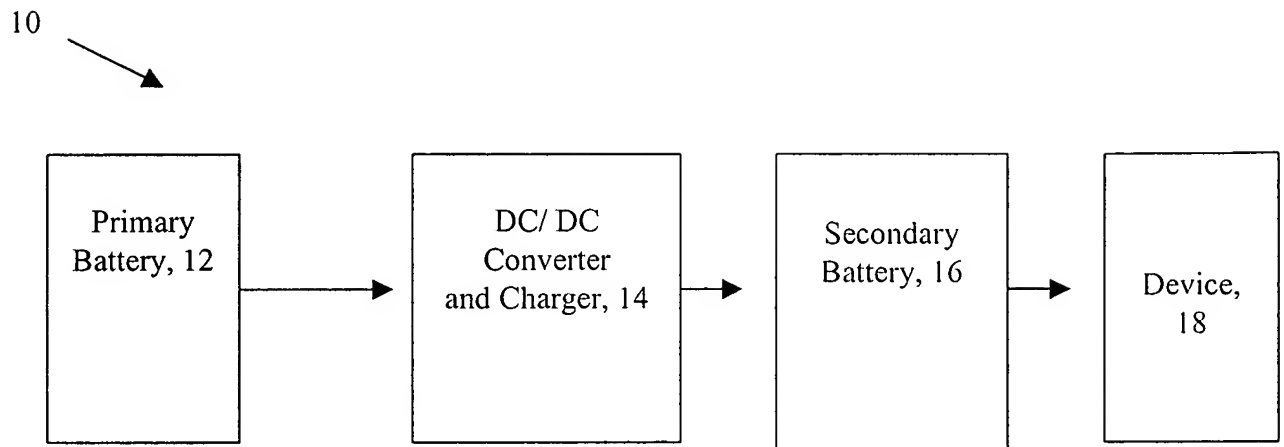 10
Primary
Battery, 12
DC/ DC
Converter
and Charger, 14
Secondary
Battery, 16
Device,
18